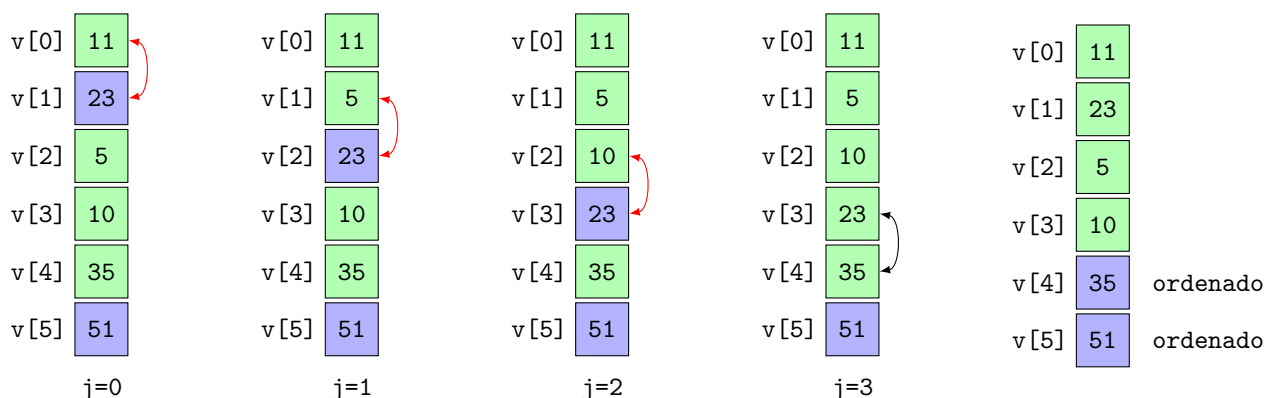 v[0] 11 v[0] 11 v[0] 11 v[0] 11 v[0] 11
v[1] 23 v[1] 5 v[1] 5 v[1] 5 v[1] 23
v[2] 5 v[2] 23 v[2] 10 v[2] 10 v[2] 5
v[3] 10 v[3] 10 v[3] 23 v[3] 23 v[3] 10
v[4] 35 v[4] 35 v[4] 35 v[4] 35 v[4] 35 ordenado
v[5] 51 v[5] 51 v[5] 51 v[5] 51 v[5] 51 ordenado
j=0 j=1 j=2 j=3